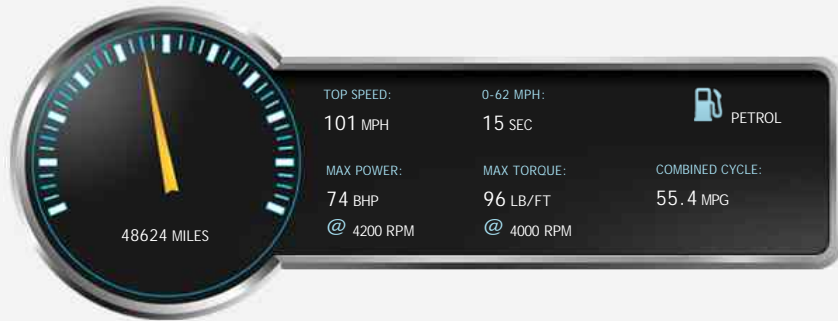 TOP SPEED:
101 MPH
0-62 MPH:
15 SEC
PETROL
MAX POWER:
74 BHP
@ 4200 RPM
MAX TORQUE:
96 LB/FT
@ 4000 RPM
COMBINED CYCLE:
55.4 MPG
48624 MILES